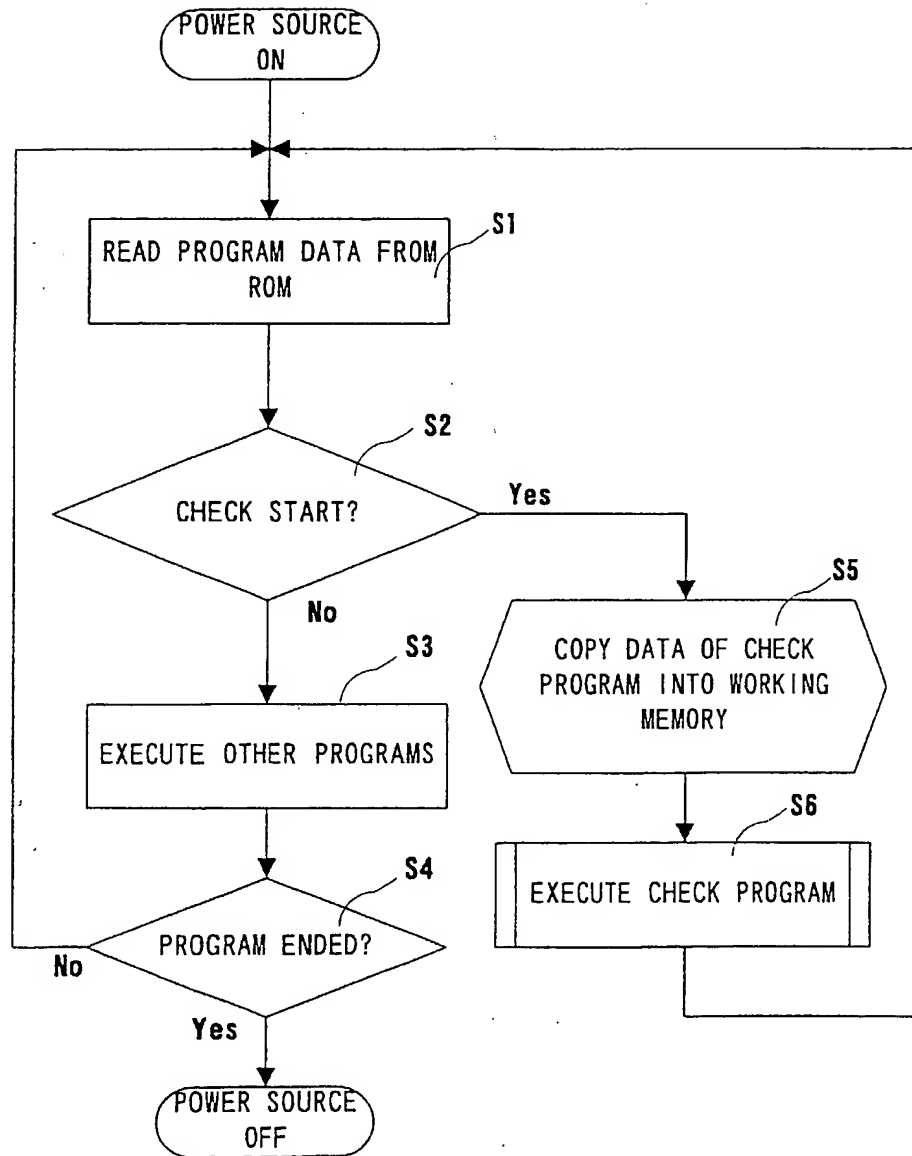 POWER SOURCE
ON
S1
READ PROGRAM DATA FROM
ROM
S2
CHECK START?
Yes
No
S5
COPY DATA OF CHECK
PROGRAM INTO WORKING
MEMORY
S3
EXECUTE OTHER PROGRAMS
S6
EXECUTE CHECK PROGRAM
S4
PROGRAM ENDED?
No
Yes
POWER SOURCE
OFF